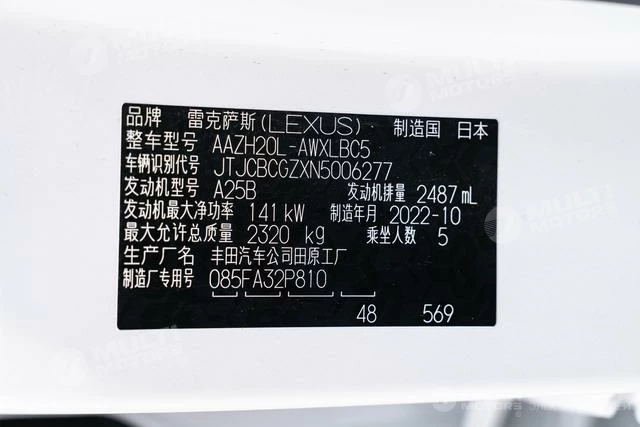 品牌 雷克萨斯(LEXUS) 制造国 日本
整车型号 AAZH20L-AWXLBC5
车辆识别代号 JTJCBCGZXN5006277
发动机型号 A25B 发动机排量 2487mL
发动机最大净功率 141kW 制造年月 2022-10
最大允许总质量 2320 kg 乘坐人数 5
生产厂名 丰田汽车公司田原工厂
制造厂专用号 085FA32P810
48 569
MULTI MOTORS